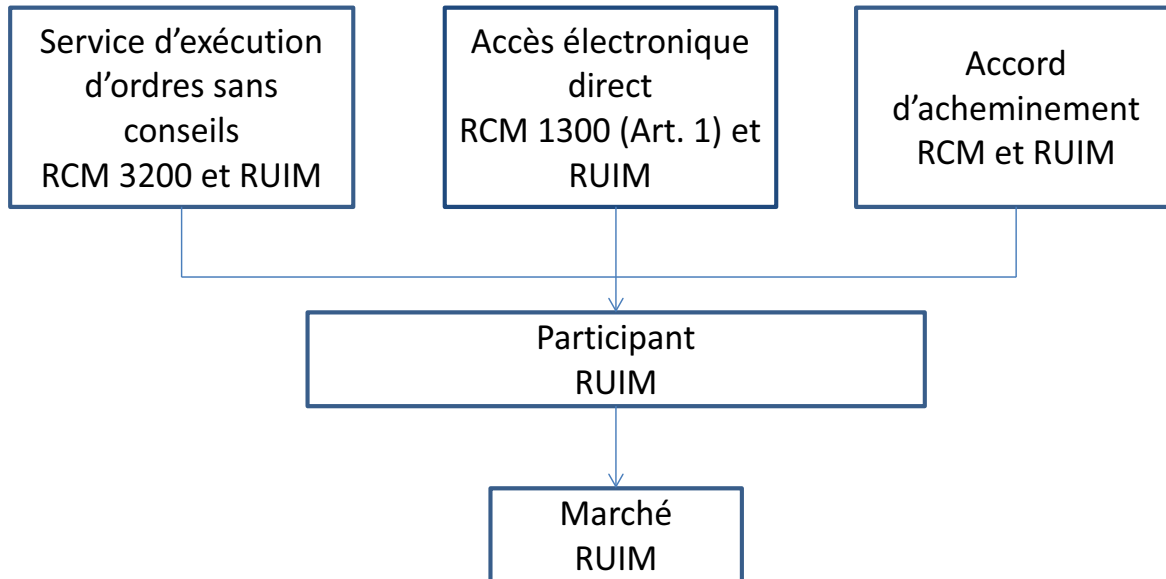 Service d’exécution
d’ordres sans
conseils
RCM 3200 et RUIM
Accès électronique
direct
RCM 1300 (Art. 1) et
RUIM
Accord
d’acheminement
RCM et RUIM
Participant
RUIM
Marché
RUIM